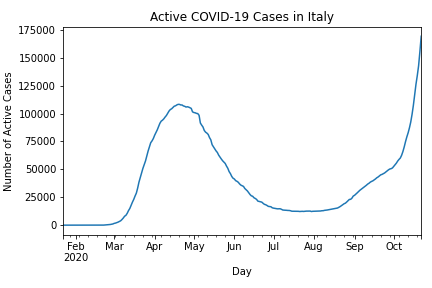 Active COVID-19 Cases in Italy
175000
150000
125000
100000
75000
50000
25000
0
Number of Active Cases
Feb Mar Apr May Jun Jul Aug Sep Oct
2020
Day